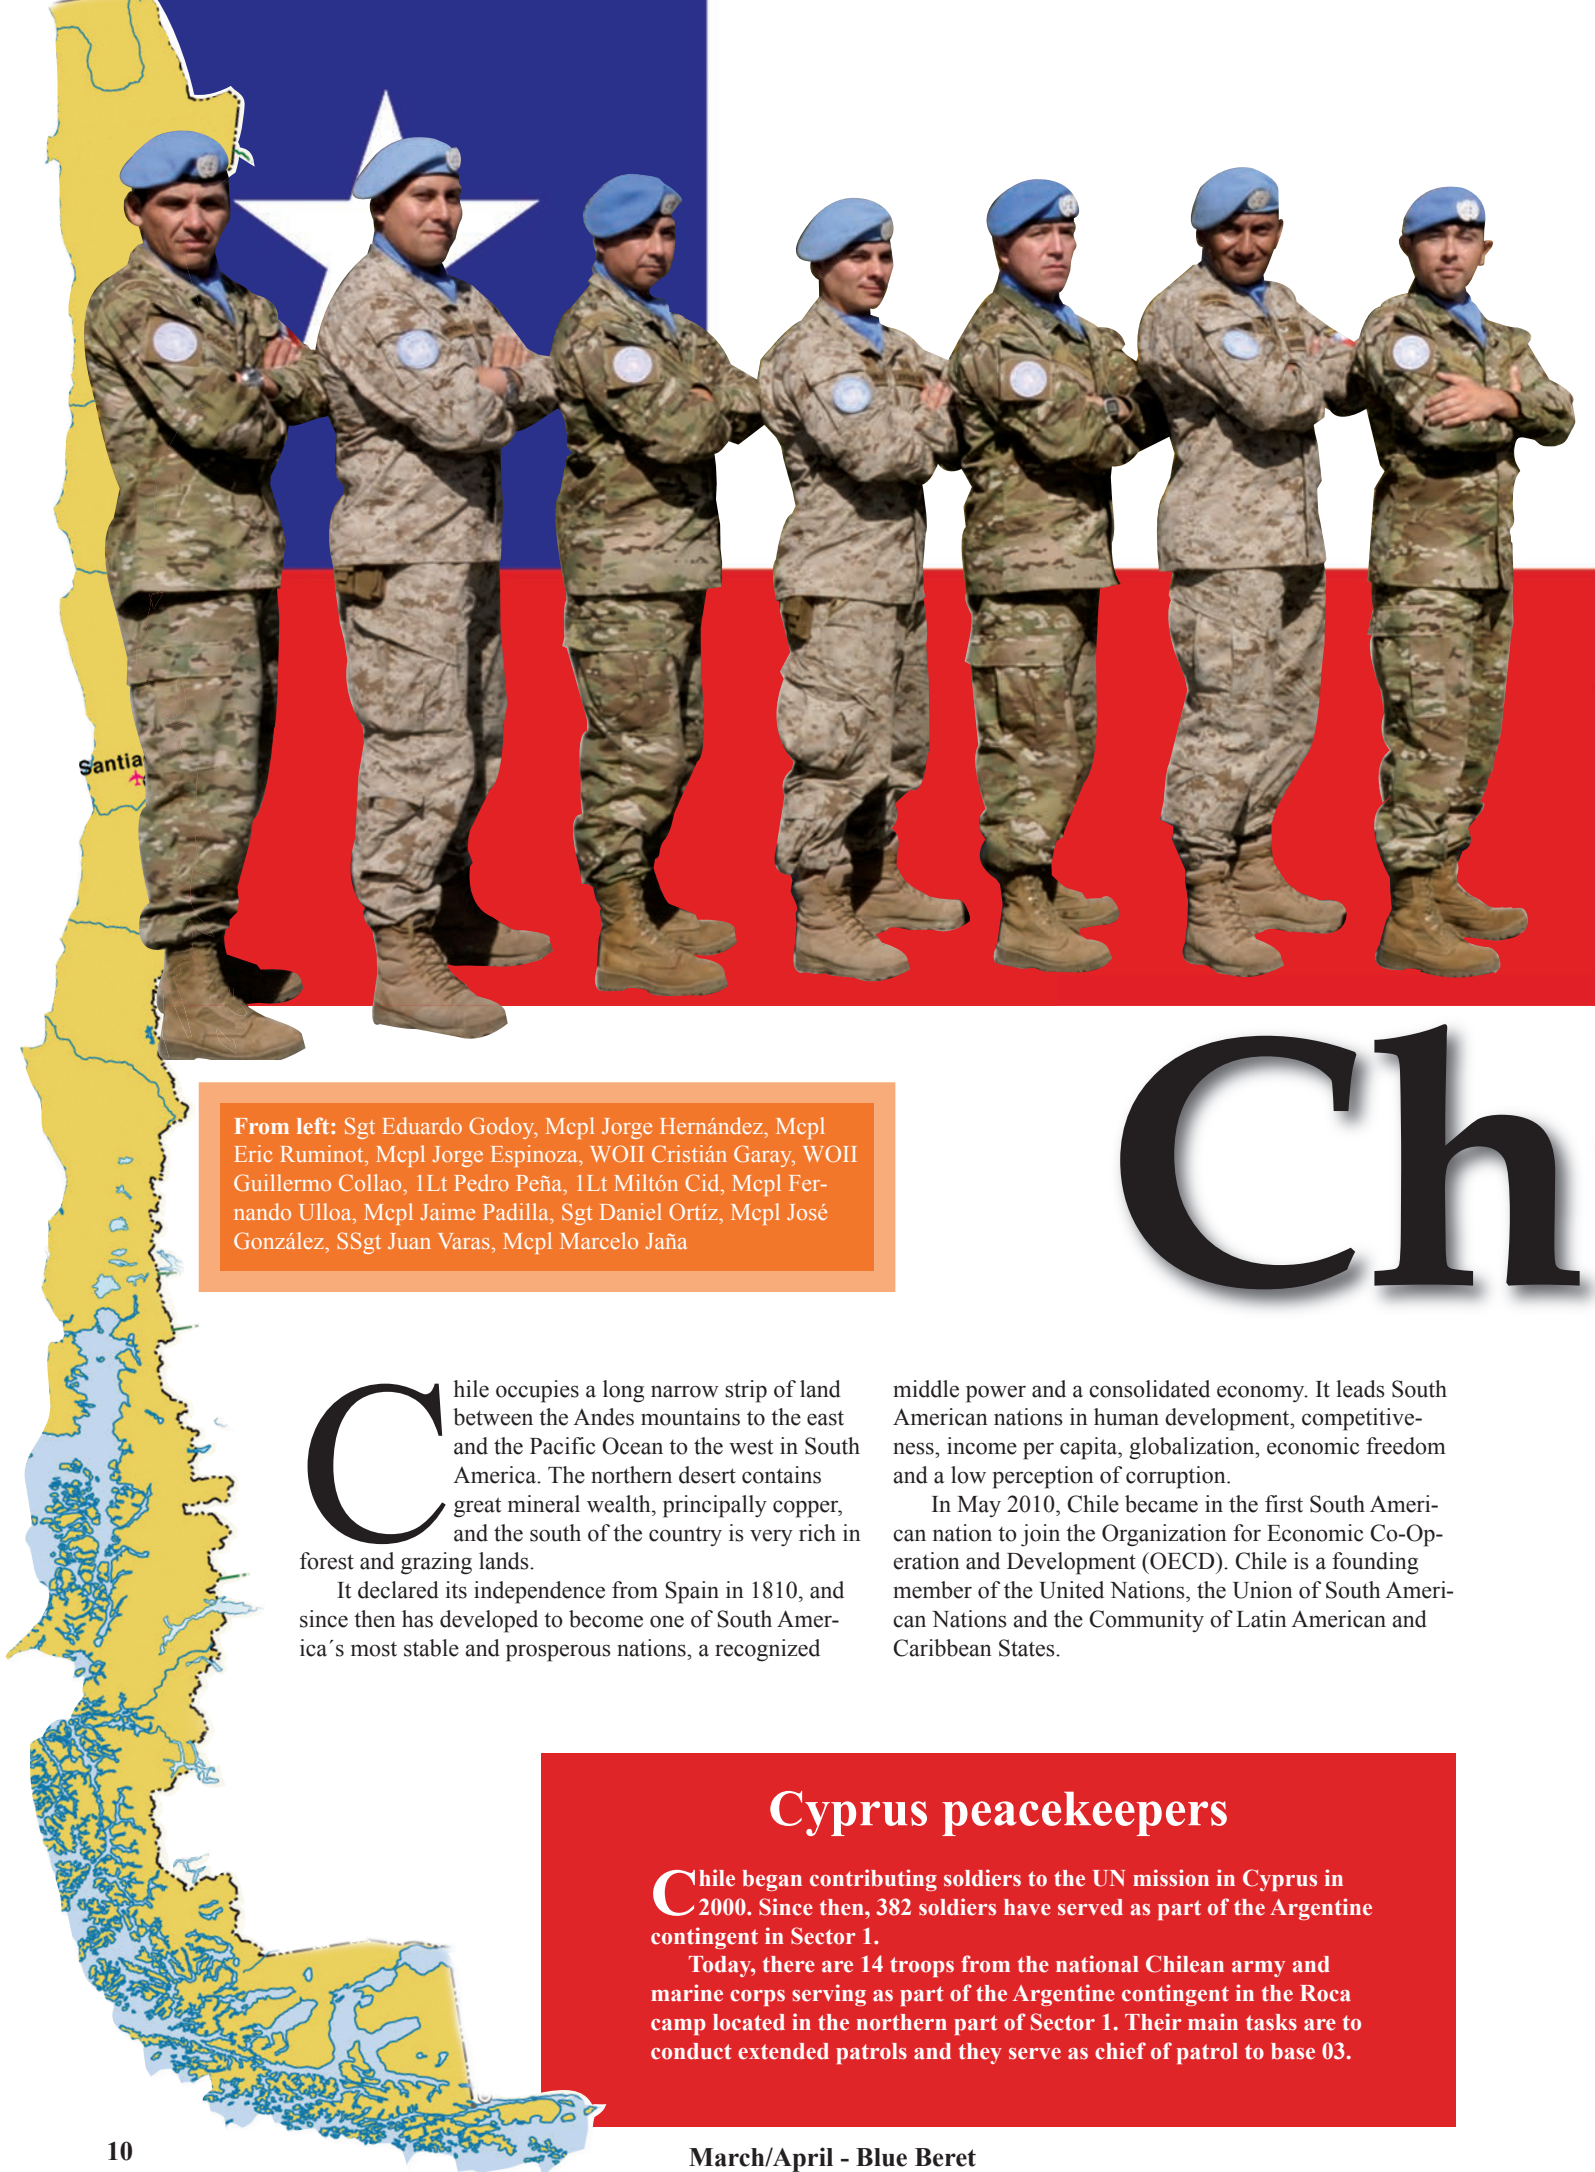 Santia
From left: Sgt Eduardo Godoy, Mcpl Jorge Hernández, Mcpl
Eric Ruminot, Mcpl Jorge Espinoza, WOII Cristián Garay, WOII
Guillermo Collao, 1Lt Pedro Peña, 1Lt Miltón Cid, Mcpl Fer-
nando Ulloa, Mcpl Jaime Padilla, Sgt Daniel Ortíz, Mcpl José
González, SSgt Juan Varas, Mcpl Marcelo Jaña
Ch
Chile occupies a long narrow strip of land
between the Andes mountains to the east
and the Pacific Ocean to the west in South
America. The northern desert contains
great mineral wealth, principally copper,
and the south of the country is very rich in
forest and grazing lands.
It declared its independence from Spain in 1810, and
since then has developed to become one of South Amer-
ica´s most stable and prosperous nations, a recognized
middle power and a consolidated economy. It leads South
American nations in human development, competitive-
ness, income per capita, globalization, economic freedom
and a low perception of corruption.
In May 2010, Chile became in the first South Ameri-
can nation to join the Organization for Economic Co-Op-
eration and Development (OECD). Chile is a founding
member of the United Nations, the Union of South Ameri-
can Nations and the Community of Latin American and
Caribbean States.
Cyprus peacekeepers
Chile began contributing soldiers to the UN mission in Cyprus in
2000. Since then, 382 soldiers have served as part of the Argentine
contingent in Sector 1.
Today, there are 14 troops from the national Chilean army and
marine corps serving as part of the Argentine contingent in the Roca
camp located in the northern part of Sector 1. Their main tasks are to
conduct extended patrols and they serve as chief of patrol to base 03.
10
March/April - Blue Beret